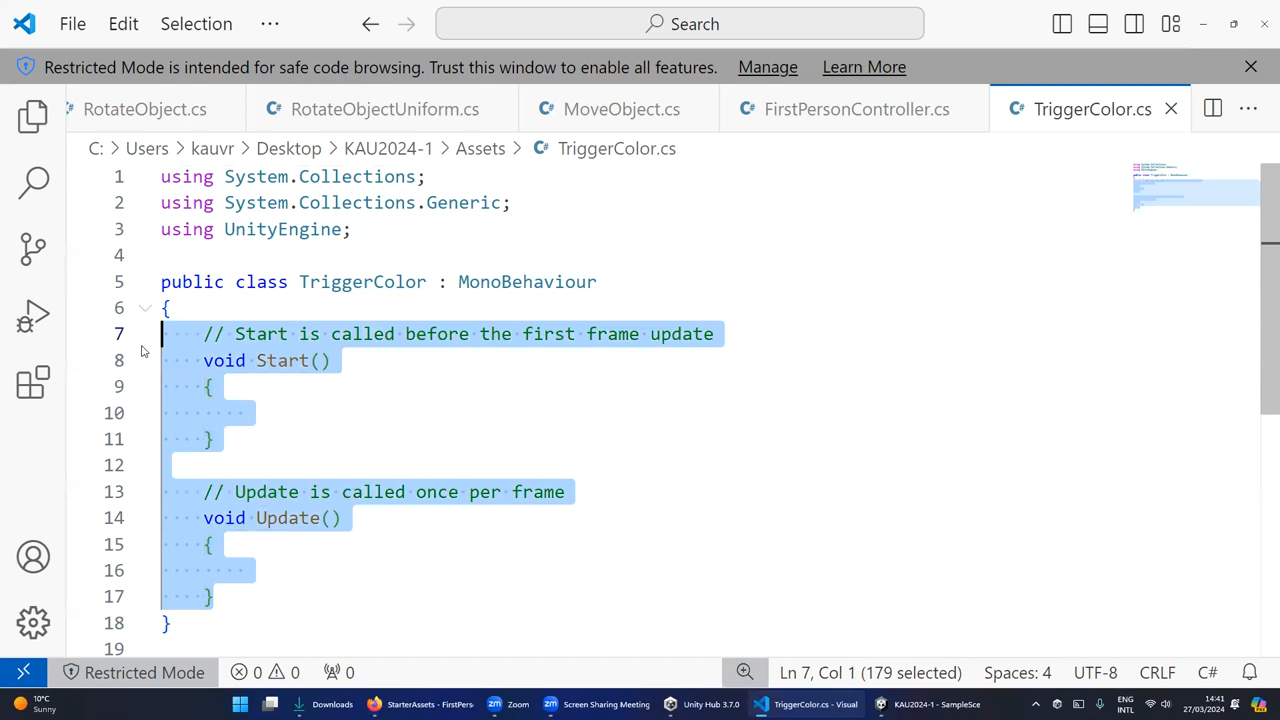 File Edit Selection ··· Search
Restricted Mode is intended for safe code browsing. Trust this window to enable all features. Manage Learn More
RotateObject.cs RotateObjectUniform.cs MoveObject.cs FirstPersonController.cs TriggerColor.cs
C: > Users > kauvr > Desktop > KAU2024-1 > Assets > TriggerColor.cs
1 using System.Collections;
2 using System.Collections.Generic;
3 using UnityEngine;
4
5 public class TriggerColor : MonoBehaviour
6 {
7 // Start is called before the first frame update
8 void Start()
9 {
10
11 }
12
13 // Update is called once per frame
14 void Update()
15 {
16
17 }
18 }
19
Restricted Mode 0 0 0 Ln 7, Col 1 (179 selected) Spaces: 4 UTF-8 CRLF C#
10°C
Sunny
Downloads
StarterAssets - FirstPers
Zoom
Screen Sharing Meeting
Unity Hub 3.7.0
TriggerColor.cs - Visual
KAU2024-1 - SampleSce
ENG
INTL
14:41
27/03/2024